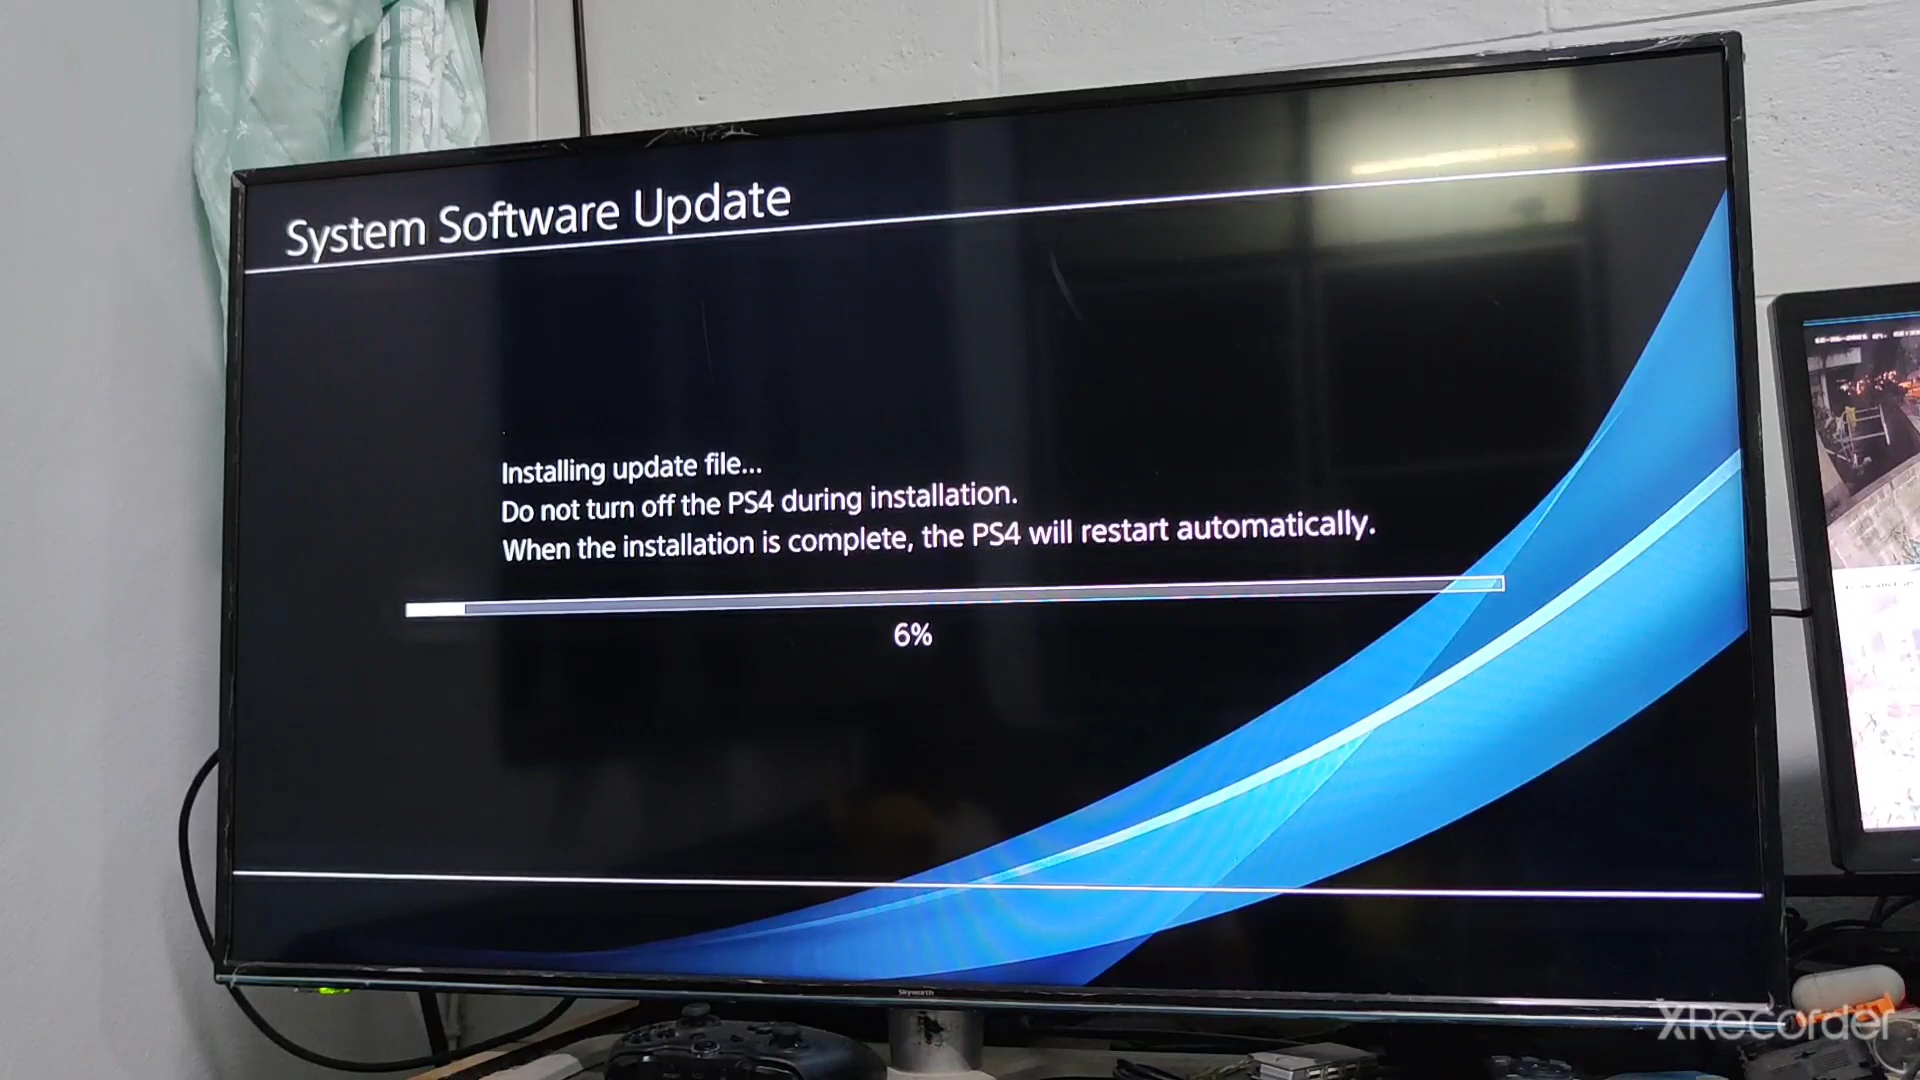 System Software Update
Installing update file...
Do not turn off the PS4 during installation.
When the installation is complete, the PS4 will restart automatically.
6%
Skyworth
XRecorder